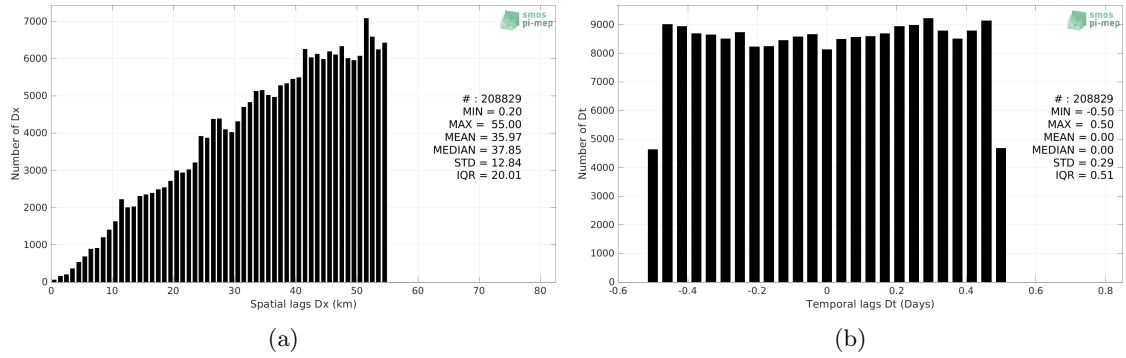 7000
6000
5000
4000
3000
2000
1000
0
Number of Dx
smos
pi-mep
# : 208829
MIN = 0.20
MAX = 55.00
MEAN = 35.97
MEDIAN = 37.85
STD = 12.84
IQR = 20.01
0 10 20 30 40 50 60 70 80
Spatial lags Dx (km)
(a)
9000
8000
7000
6000
5000
4000
3000
2000
1000
0
Number of Dt
smos
pi-mep
# : 208829
MIN = -0.50
MAX = 0.50
MEAN = 0.00
MEDIAN = 0.00
STD = 0.29
IQR = 0.51
-0.6 -0.4 -0.2 0 0.2 0.4 0.6 0.8
Temporal lags Dt (Days)
(b)